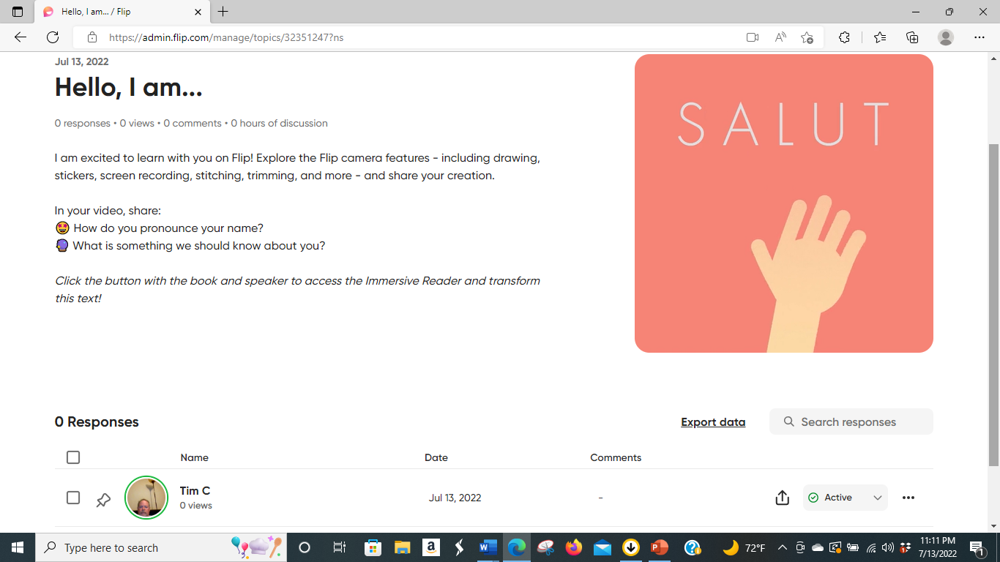 Hello, I am... / Flip
https://admin.flip.com/manage/topics/32351247?ns
Jul 13, 2022
Hello, I am...
0 responses • 0 views • 0 comments • 0 hours of discussion
I am excited to learn with you on Flip! Explore the Flip camera features - including drawing,
stickers, screen recording, stitching, trimming, and more - and share your creation.
In your video, share:
🤩 How do you pronounce your name?
🔮 What is something we should know about you?
Click the button with the book and speaker to access the Immersive Reader and transform
this text!
SALUT
0 Responses
Export data
Search responses
Name Date Comments
Tim C
0 views
Jul 13, 2022
-
Active
Type here to search
72°F
11:11 PM
7/13/2022
1